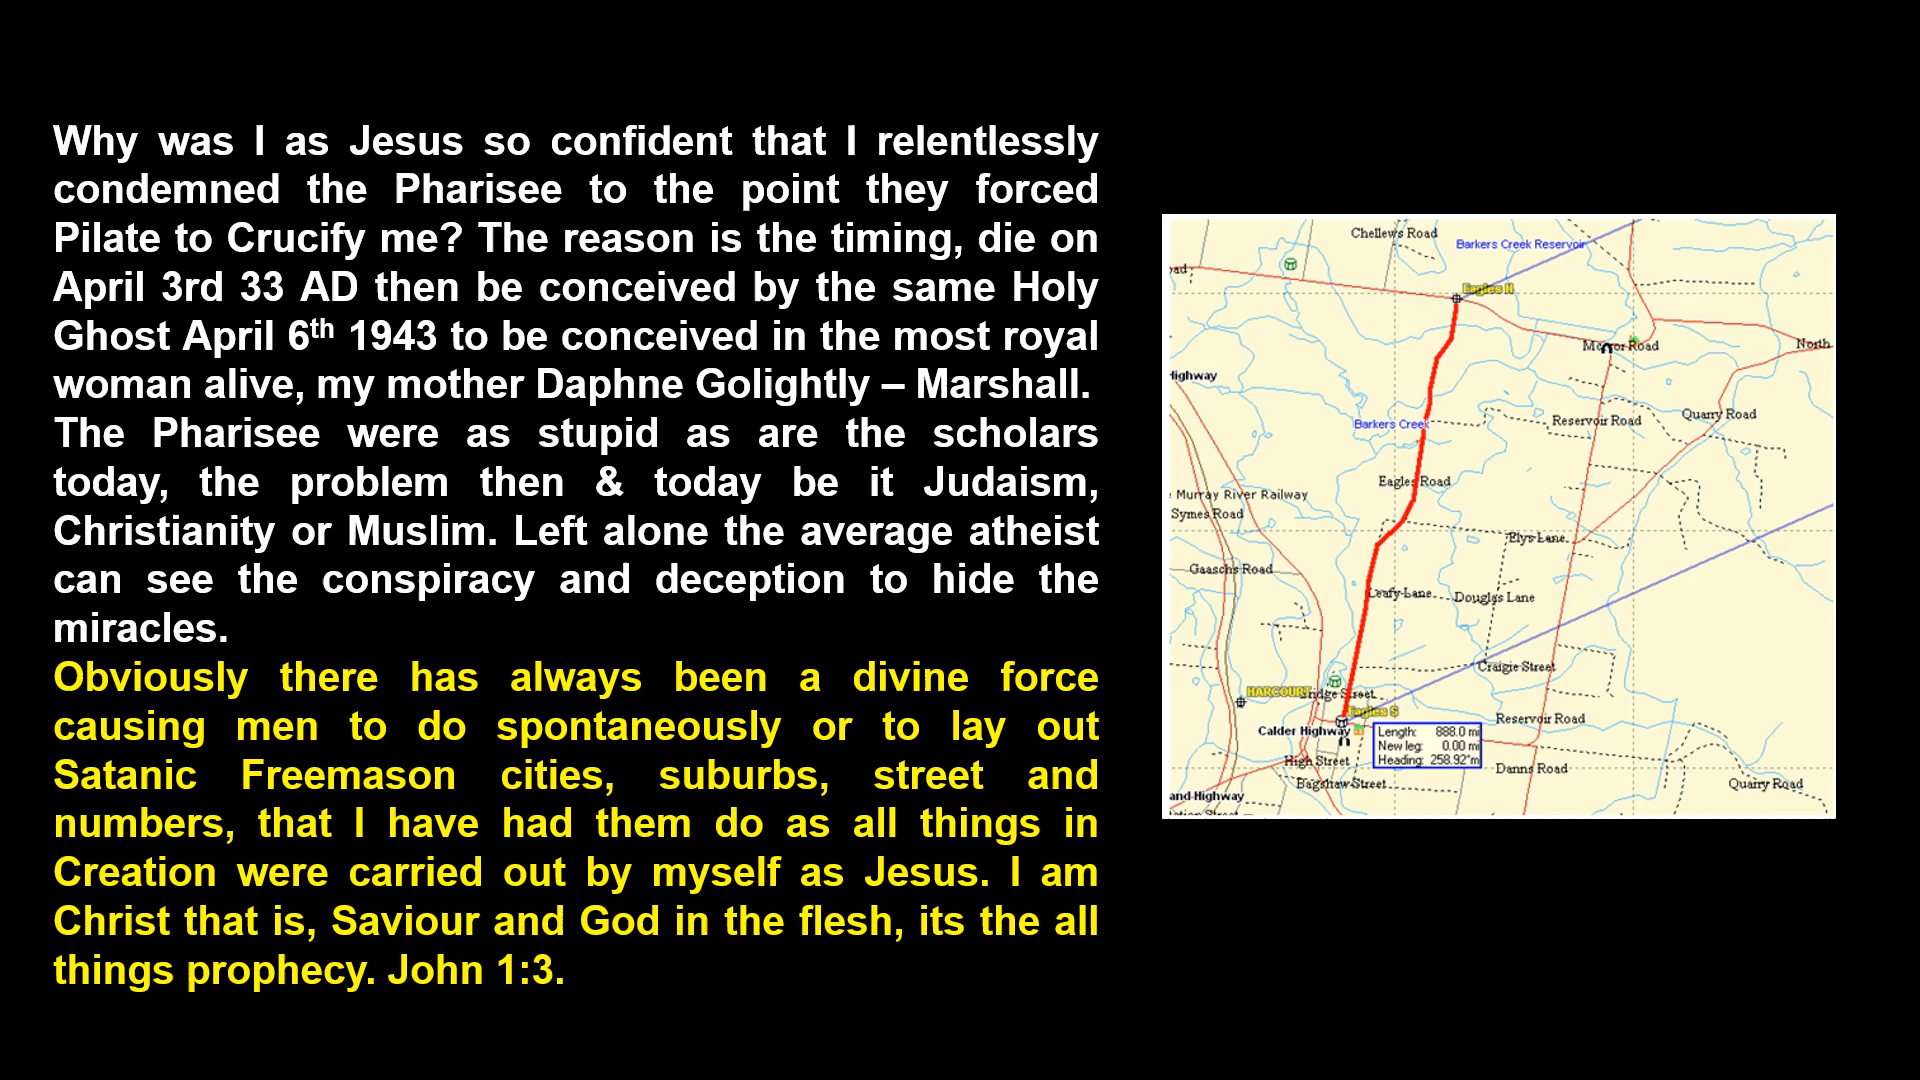 Why was I as Jesus so confident that I relentlessly
condemned the Pharisee to the point they forced
Pilate to Crucify me? The reason is the timing, die on
April 3rd 33 AD then be conceived by the same Holy
Ghost April 6th 1943 to be conceived in the most royal
woman alive, my mother Daphne Golightly – Marshall.
The Pharisee were as stupid as are the scholars
today, the problem then & today be it Judaism,
Christianity or Muslim. Left alone the average atheist
can see the conspiracy and deception to hide the
miracles.
Obviously there has always been a divine force
causing men to do spontaneously or to lay out
Satanic Freemason cities, suburbs, street and
numbers, that I have had them do as all things in
Creation were carried out by myself as Jesus. I am
Christ that is, Saviour and God in the flesh, its the all
things prophecy. John 1:3.
Chellews Road
Barkers Creek Reservoir
Eagles N
Road
North
Highway
Reservoir Road
Quarry Road
Barkers Creek
Eagles Road
Murray River Railway
Symes Road
Elys Lane
Gaaschs Road
Leafy Lane
Douglas Lane
Craigie Street
HARCOURT
Street
Eagles S
Reservoir Road
Calder Highway
Length: 888.0 mi
New leg: 0.00 mi
Heading: 258.92°m
High Street
Danns Road
Bagshaw Street
Quarry Road
and Highway